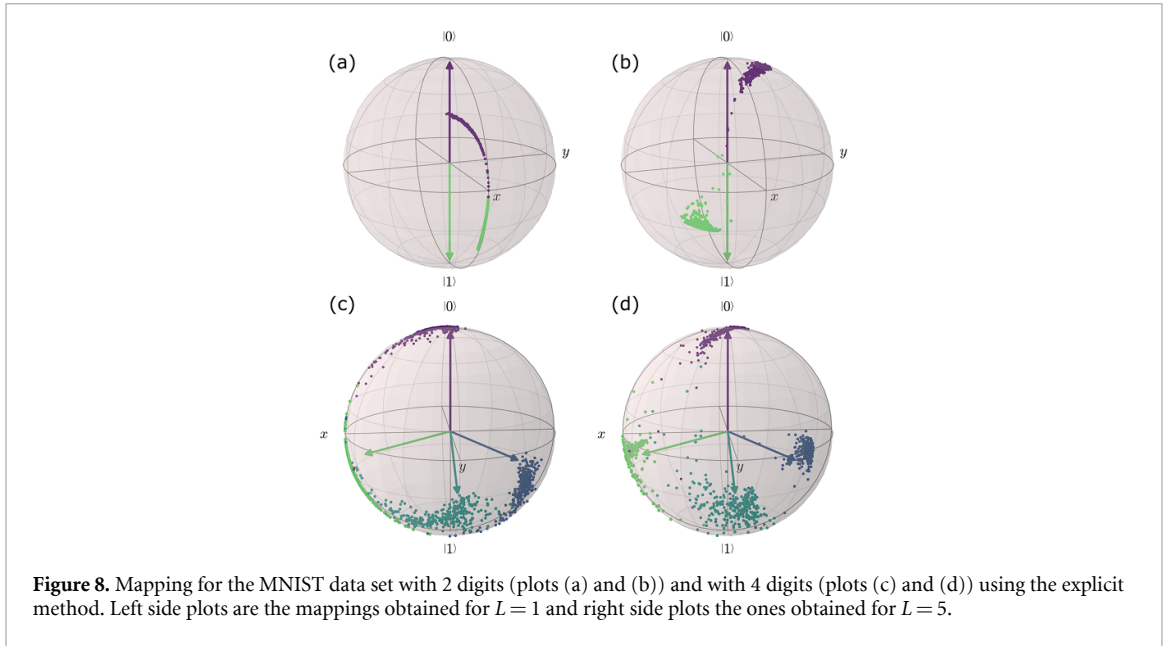 |0⟩ |0⟩
(a) (b)
y y
x x
|1⟩ |1⟩
(c) |0⟩ (d) |0⟩
x x
y y
|1⟩ |1⟩
Figure 8. Mapping for the MNIST data set with 2 digits (plots (a) and (b)) and with 4 digits (plots (c) and (d)) using the explicit
method. Left side plots are the mappings obtained for L = 1 and right side plots the ones obtained for L = 5.